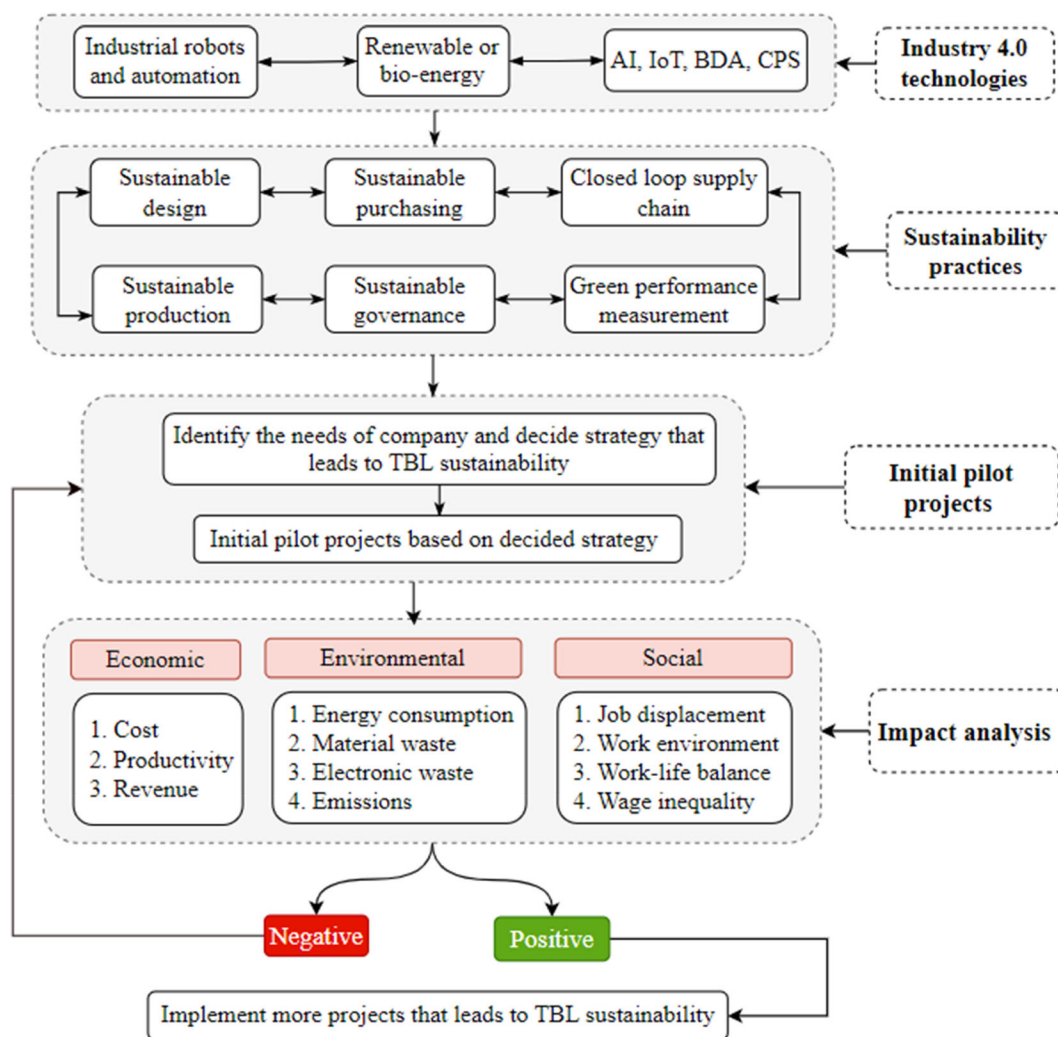 Industrial robots
and automation
Renewable or
bio-energy
AI, IoT, BDA, CPS
Industry 4.0
technologies
Sustainable
design
Sustainable
purchasing
Closed loop supply
chain
Sustainable
production
Sustainable
governance
Green performance
measurement
Sustainability
practices
Identify the needs of company and decide strategy that
leads to TBL sustainability
Initial pilot projects based on decided strategy
Initial pilot
projects
Economic
1. Cost
2. Productivity
3. Revenue
Environmental
1. Energy consumption
2. Material waste
3. Electronic waste
4. Emissions
Social
1. Job displacement
2. Work environment
3. Work-life balance
4. Wage inequality
Impact analysis
Negative
Positive
Implement more projects that leads to TBL sustainability